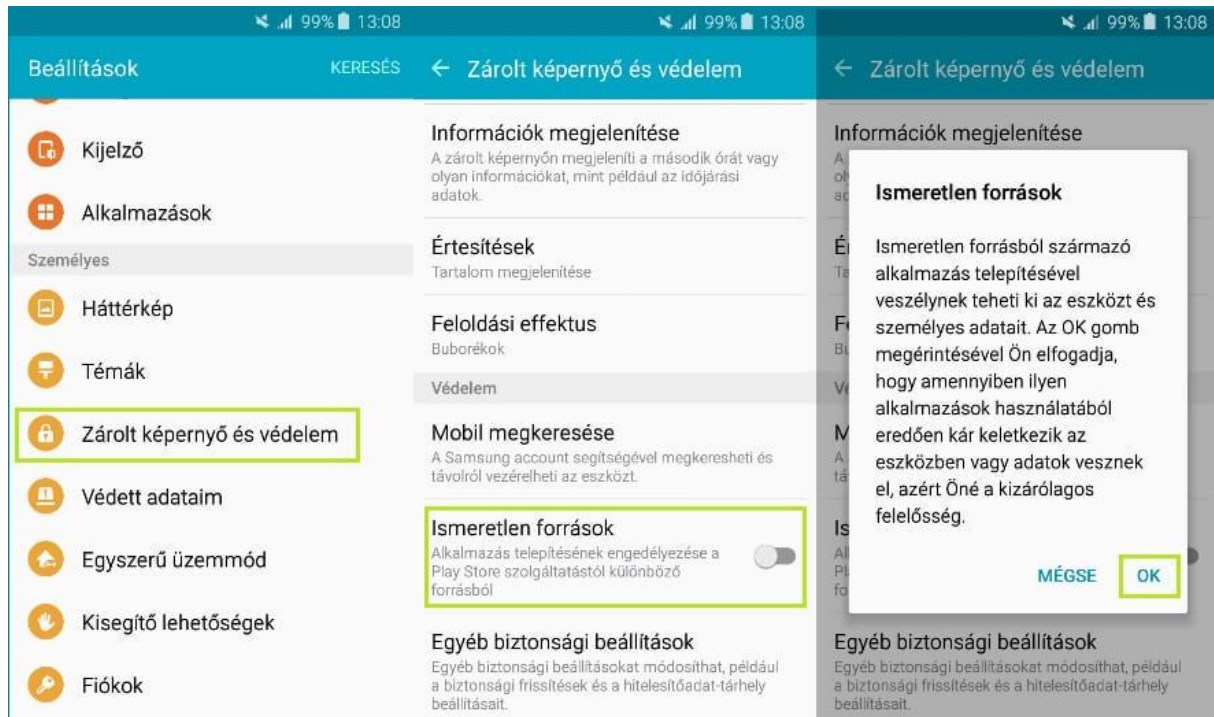 99% 13:08
Beállítások KERESÉS
Kijelző
Alkalmazások
Személyes
Háttérkép
Témák
Zárolt képernyő és védelem
Védett adataim
Egyszerű üzemmód
Kisegítő lehetőségek
Fiókok
99% 13:08
Zárolt képernyő és védelem
Információk megjelenítése
A zárolt képernyőn megjeleníti a második órát vagy
olyan információkat, mint például az időjárási
adatok.
Értesítések
Tartalom megjelenítése
Feloldási effektus
Buborékok
Védelem
Mobil megkeresése
A Samsung account segítségével megkeresheti és
távolról vezérelheti az eszközt.
Ismeretlen források
Alkalmazás telepítésének engedélyezése a
Play Store szolgáltatástól különböző
forrásból
Egyéb biztonsági beállítások
Egyéb biztonsági beállításokat módosíthat, például
a biztonsági frissítések és a hitelesítőadat-tárhely
beállításait.
99% 13:08
Zárolt képernyő és védelem
Információk megjelenítése
Ismeretlen források
Ismeretlen forrásból származó
alkalmazás telepítésével
veszélynek teheti ki az eszközt és
személyes adatait. Az OK gomb
megérintésével Ön elfogadja,
hogy amennyiben ilyen
alkalmazások használatából
eredően kár keletkezik az
eszközben vagy adatok vesznek
el, azért Öné a kizárólagos
felelősség.
MÉGSE OK
Egyéb biztonsági beállítások
Egyéb biztonsági beállításokat módosíthat, például
a biztonsági frissítések és a hitelesítőadat-tárhely
beállításait.